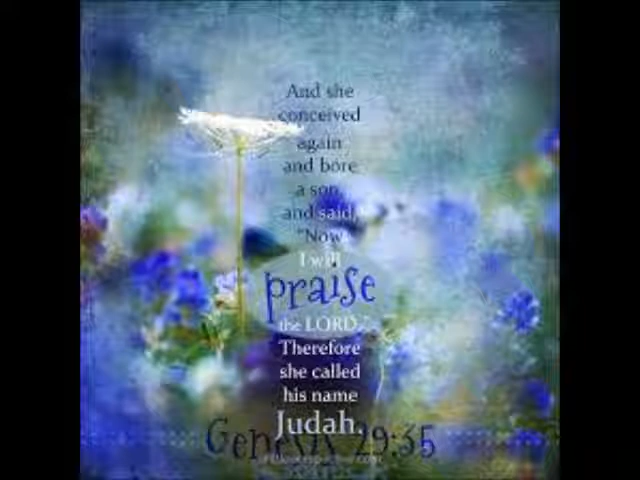 And she
conceived
again
and bore
a son,
and said,
"Now
I will
praise
the LORD."
Therefore
she called
his name
Judah.
Genesis 29:35